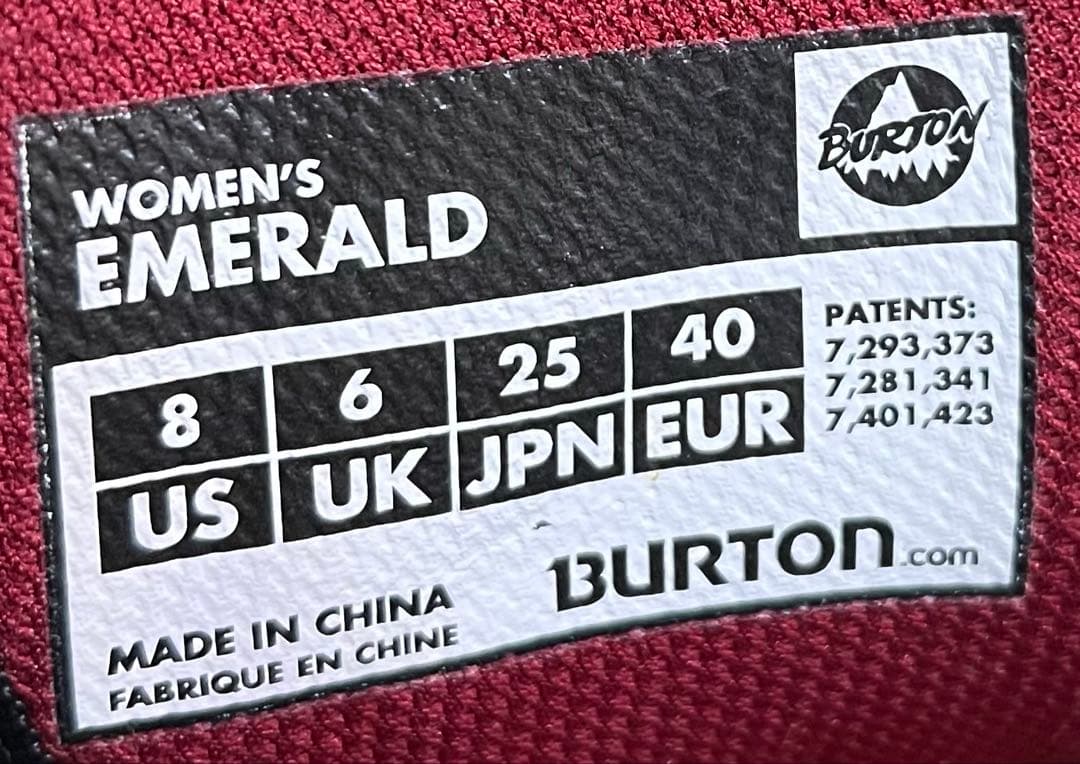 WOMEN'S
EMERALD
BURTON
8 6 25 40
US UK JPN EUR
PATENTS:
7,293,373
7,281,341
7,401,423
BURTON.com
MADE IN CHINA
FABRIQUE EN CHINE